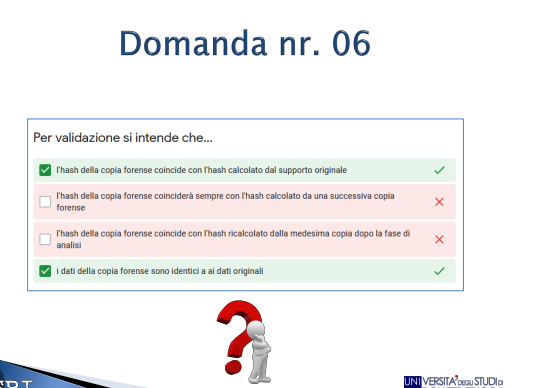 Domanda nr. 06
Per validazione si intende che...
l'hash della copia forense coincide con l'hash calcolato dal supporto originale
l'hash della copia forense coinciderà sempre con l'hash calcolato da una successiva copia
forense
l'hash della copia forense coincide con l'hash ricalcolato dalla medesima copia dopo la fase di
analisi
i dati della copia forense sono identici a ai dati originali
UNIVERSITA' DEGLI STUDI DI